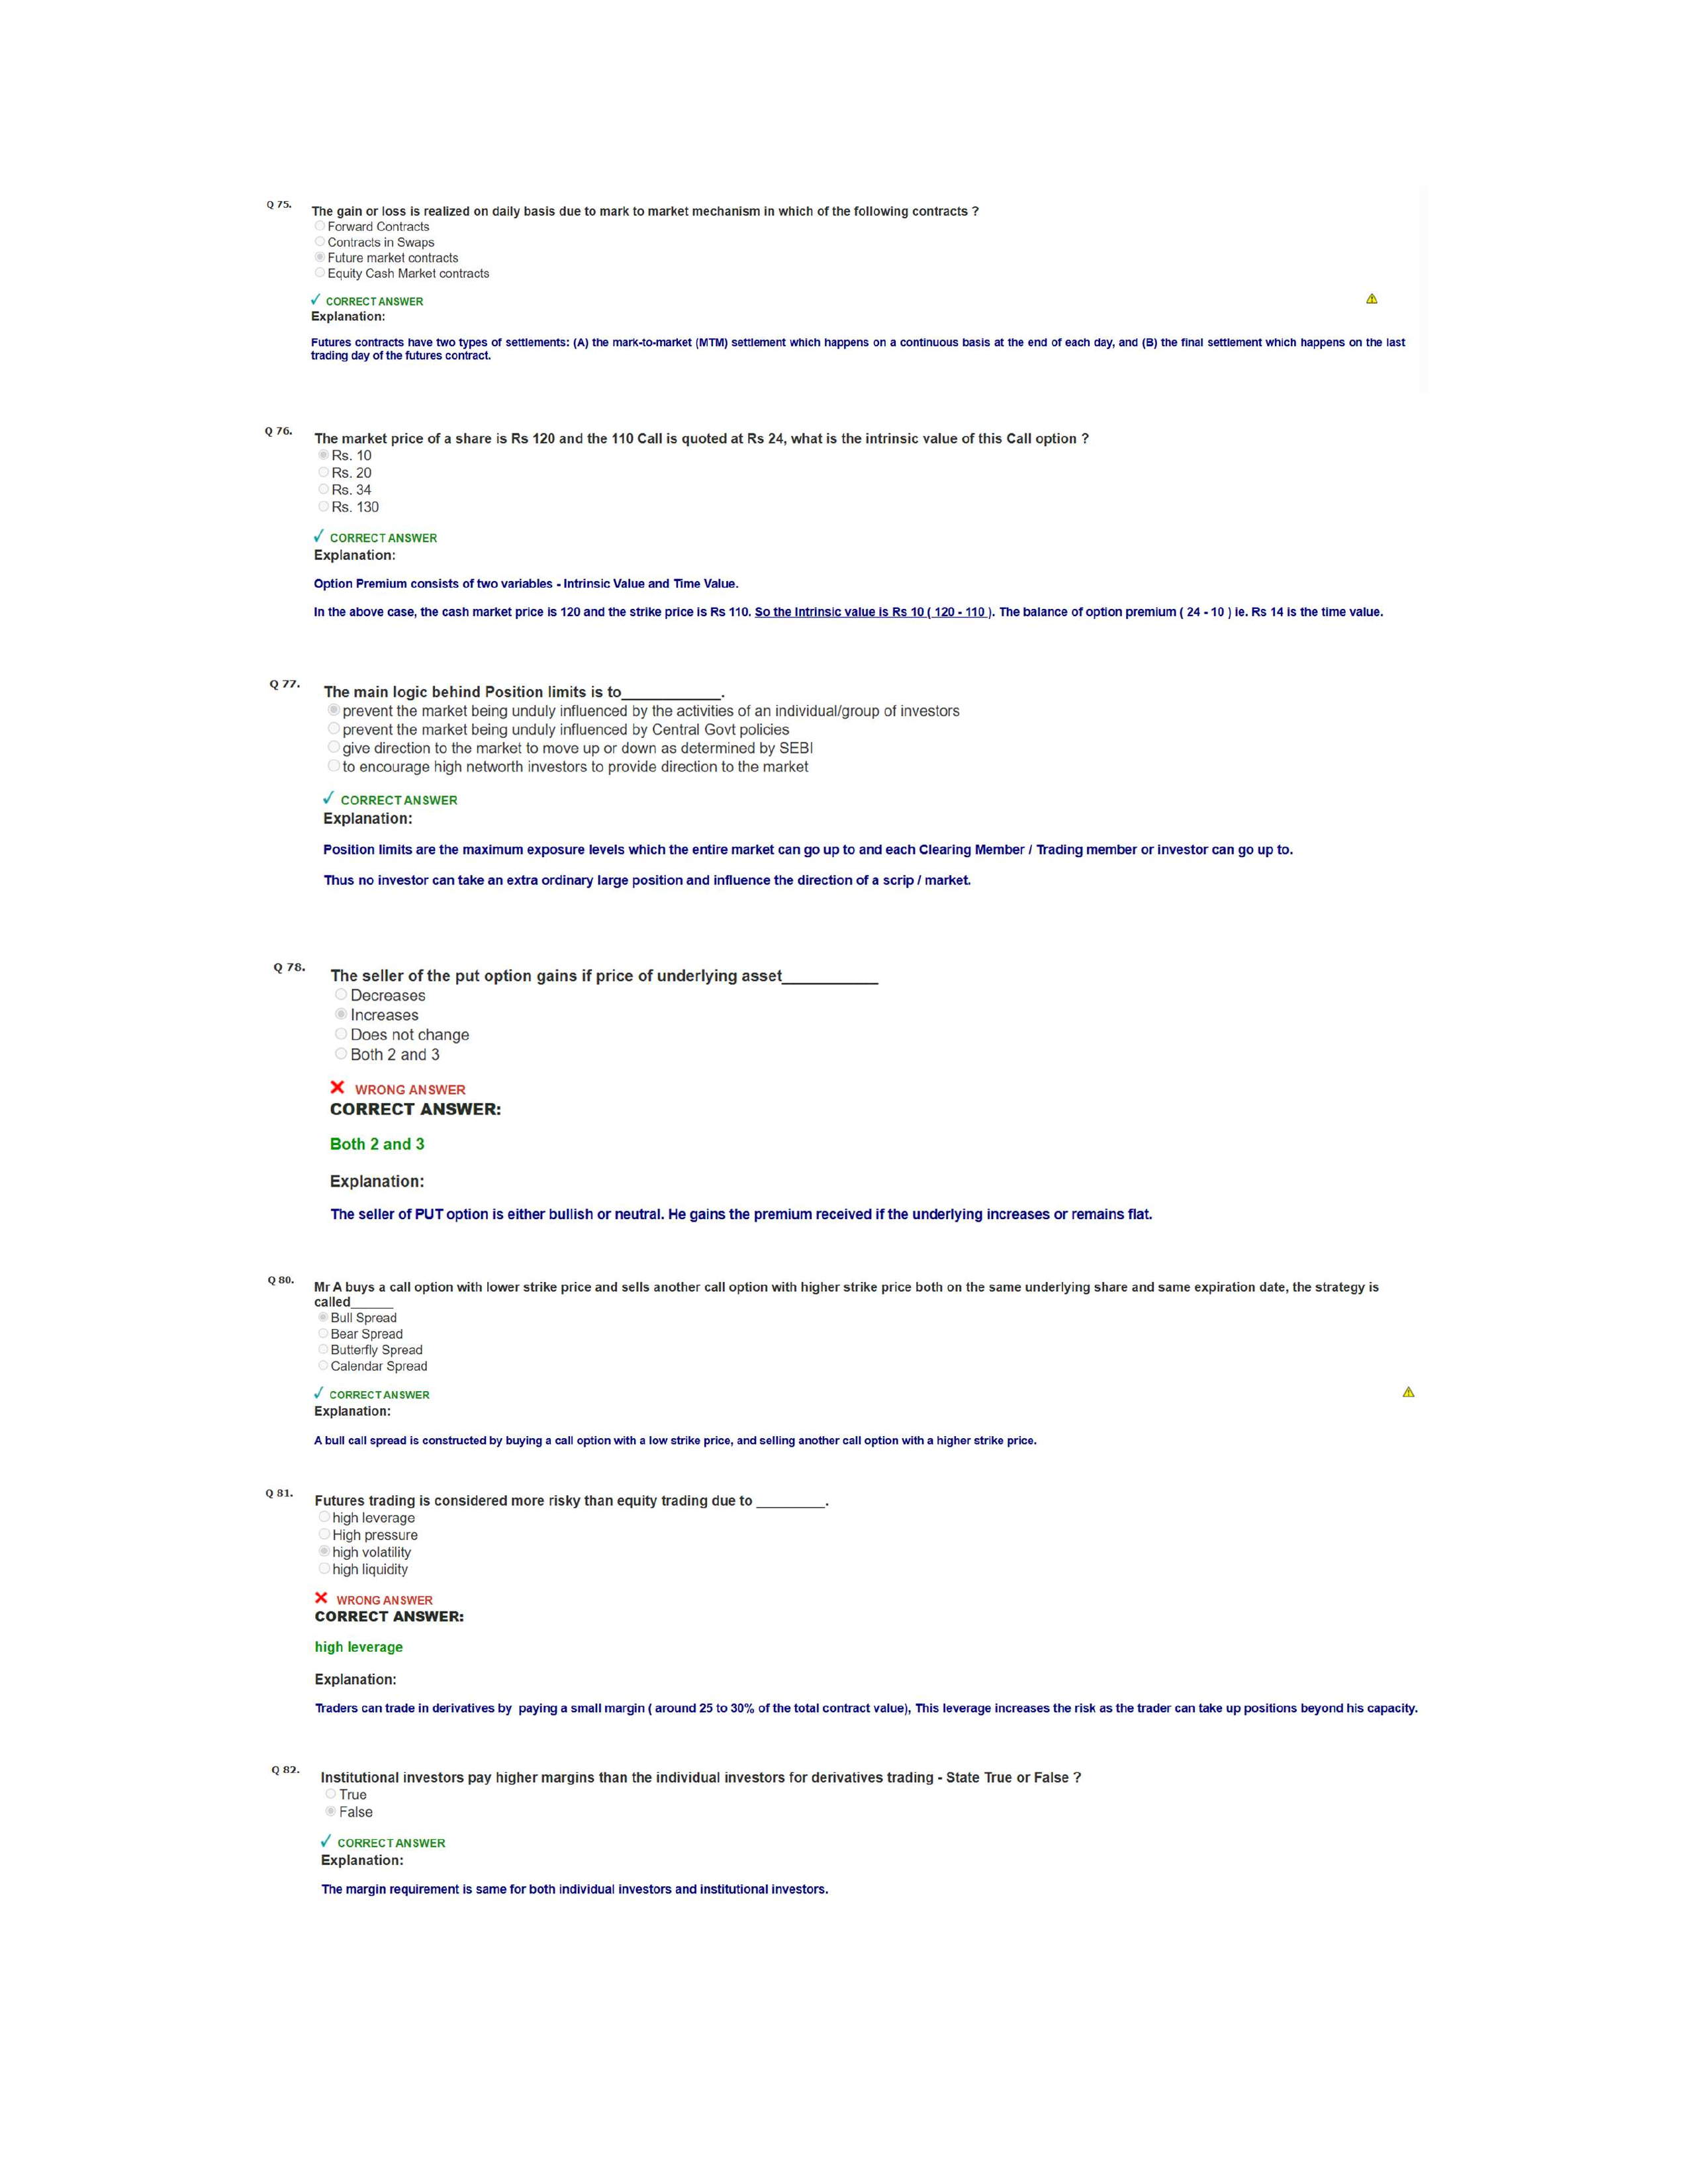 Q 75.
The gain or loss is realized on daily basis due to mark to market mechanism in which of the following contracts ?
Forward Contracts
Contracts in Swaps
Future market contracts
Equity Cash Market contracts
CORRECT ANSWER
Explanation:
Futures contracts have two types of settlements: (A) the mark-to-market (MTM) settlement which happens on a continuous basis at the end of each day, and (B) the final settlement which happens on the last
trading day of the futures contract.
Q 76.
The market price of a share is Rs 120 and the 110 Call is quoted at Rs 24, what is the intrinsic value of this Call option ?
Rs. 10
Rs. 20
Rs. 34
Rs. 130
CORRECT ANSWER
Explanation:
Option Premium consists of two variables - Intrinsic Value and Time Value.
In the above case, the cash market price is 120 and the strike price is Rs 110. So the Intrinsic value is Rs 10 ( 120 - 110 ). The balance of option premium ( 24 - 10 ) ie. Rs 14 is the time value.
Q 77.
The main logic behind Position limits is to____________.
prevent the market being unduly influenced by the activities of an individual/group of investors
prevent the market being unduly influenced by Central Govt policies
give direction to the market to move up or down as determined by SEBI
to encourage high networth investors to provide direction to the market
CORRECT ANSWER
Explanation:
Position limits are the maximum exposure levels which the entire market can go up to and each Clearing Member / Trading member or investor can go up to.
Thus no investor can take an extra ordinary large position and influence the direction of a scrip / market.
Q 78.
The seller of the put option gains if price of underlying asset___________
Decreases
Increases
Does not change
Both 2 and 3
WRONG ANSWER
CORRECT ANSWER:
Both 2 and 3
Explanation:
The seller of PUT option is either bullish or neutral. He gains the premium received if the underlying increases or remains flat.
Q 80.
Mr A buys a call option with lower strike price and sells another call option with higher strike price both on the same underlying share and same expiration date, the strategy is
called______
Bull Spread
Bear Spread
Butterfly Spread
Calendar Spread
CORRECT ANSWER
Explanation:
A bull call spread is constructed by buying a call option with a low strike price, and selling another call option with a higher strike price.
Q 81.
Futures trading is considered more risky than equity trading due to _________.
high leverage
High pressure
high volatility
high liquidity
WRONG ANSWER
CORRECT ANSWER:
high leverage
Explanation:
Traders can trade in derivatives by paying a small margin ( around 25 to 30% of the total contract value), This leverage increases the risk as the trader can take up positions beyond his capacity.
Q 82.
Institutional investors pay higher margins than the individual investors for derivatives trading - State True or False ?
True
False
CORRECT ANSWER
Explanation:
The margin requirement is same for both individual investors and institutional investors.